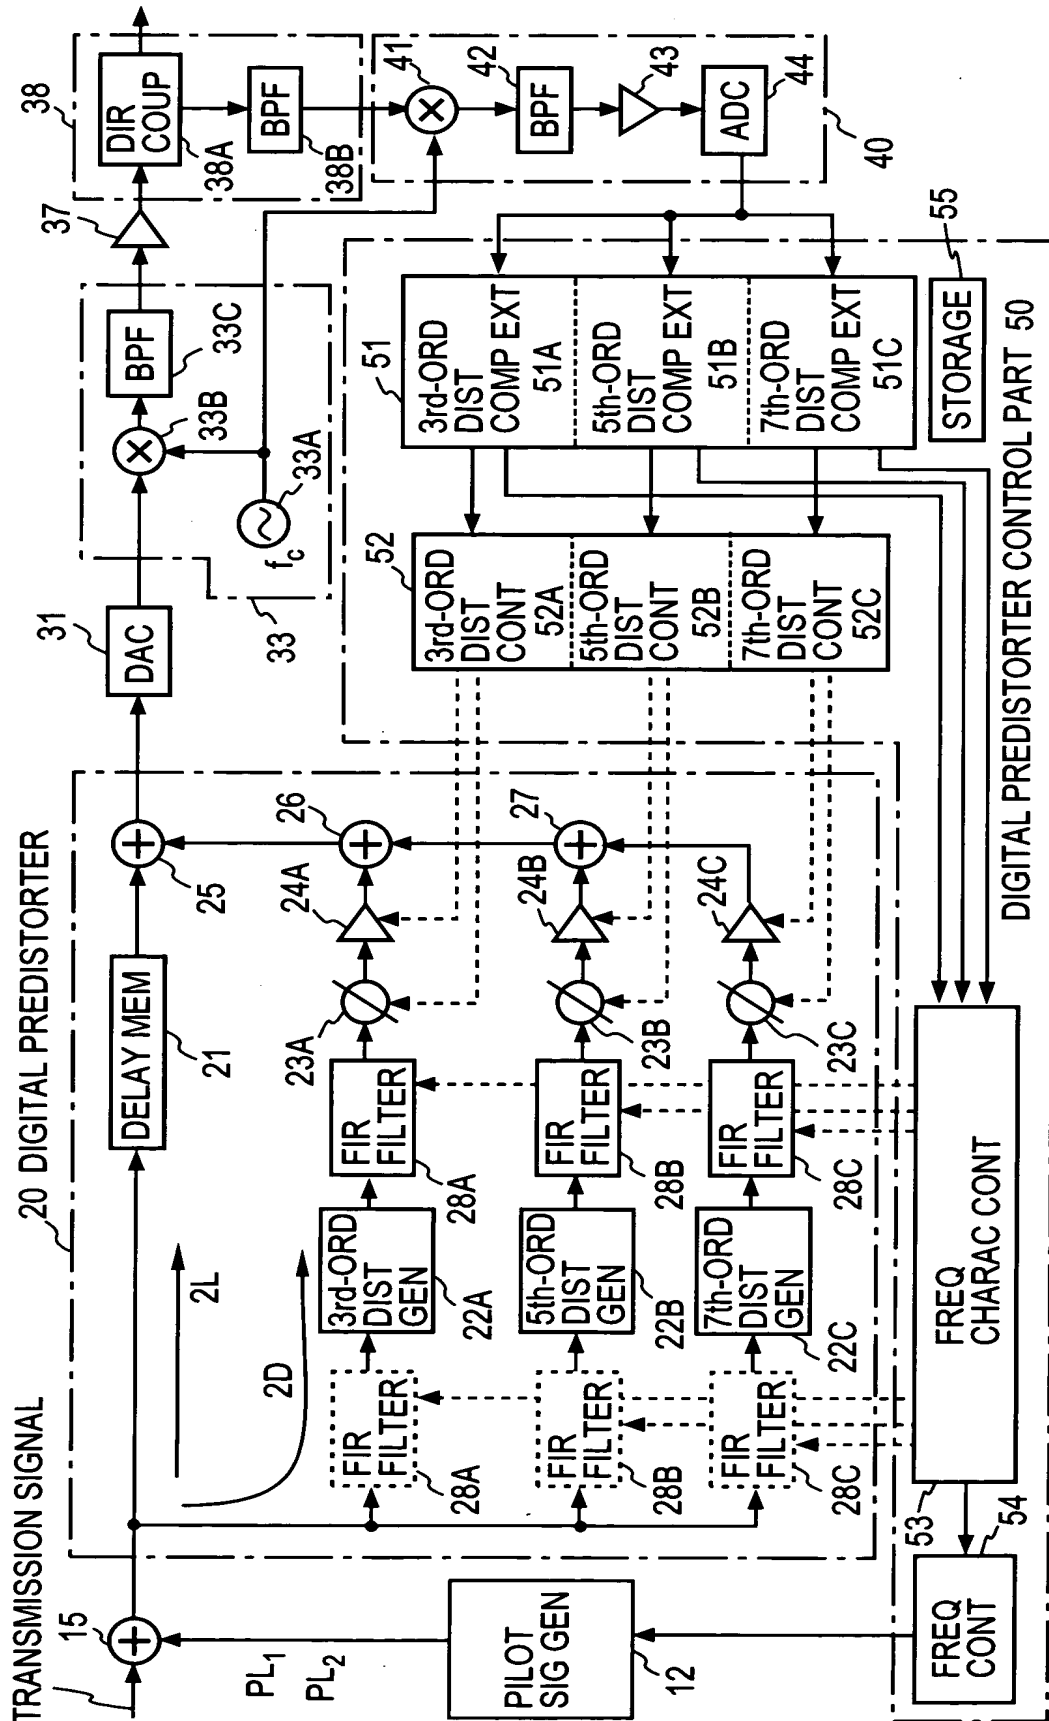 TRANSMISSION SIGNAL
15
PL1
PL2
PILOT
SIG GEN
12
20 DIGITAL PREDISTORTER
2L
2D
DELAY MEM
21
25
FIR
FILTER
28A
3rd-ORD
DIST
GEN
22A
FIR
FILTER
28A
23A
24A
26
FIR
FILTER
28B
5th-ORD
DIST
GEN
22B
FIR
FILTER
28B
23B
24B
27
FIR
FILTER
28C
7th-ORD
DIST
GEN
22C
FIR
FILTER
28C
23C
24C
DAC
31
33
fc
33A
33B
BPF
33C
37
38
DIR
COUP
38A
BPF
38B
41
42
BPF
43
ADC
44
40
51
3rd-ORD
DIST
COMP EXT
51A
5th-ORD
DIST
COMP EXT
51B
7th-ORD
DIST
COMP EXT
51C
52
3rd-ORD
DIST
CONT
52A
5th-ORD
DIST
CONT
52B
7th-ORD
DIST
CONT
52C
STORAGE
55
DIGITAL PREDISTORTER CONTROL PART 50
FREQ
CHARAC CONT
53
FREQ
CONT
54